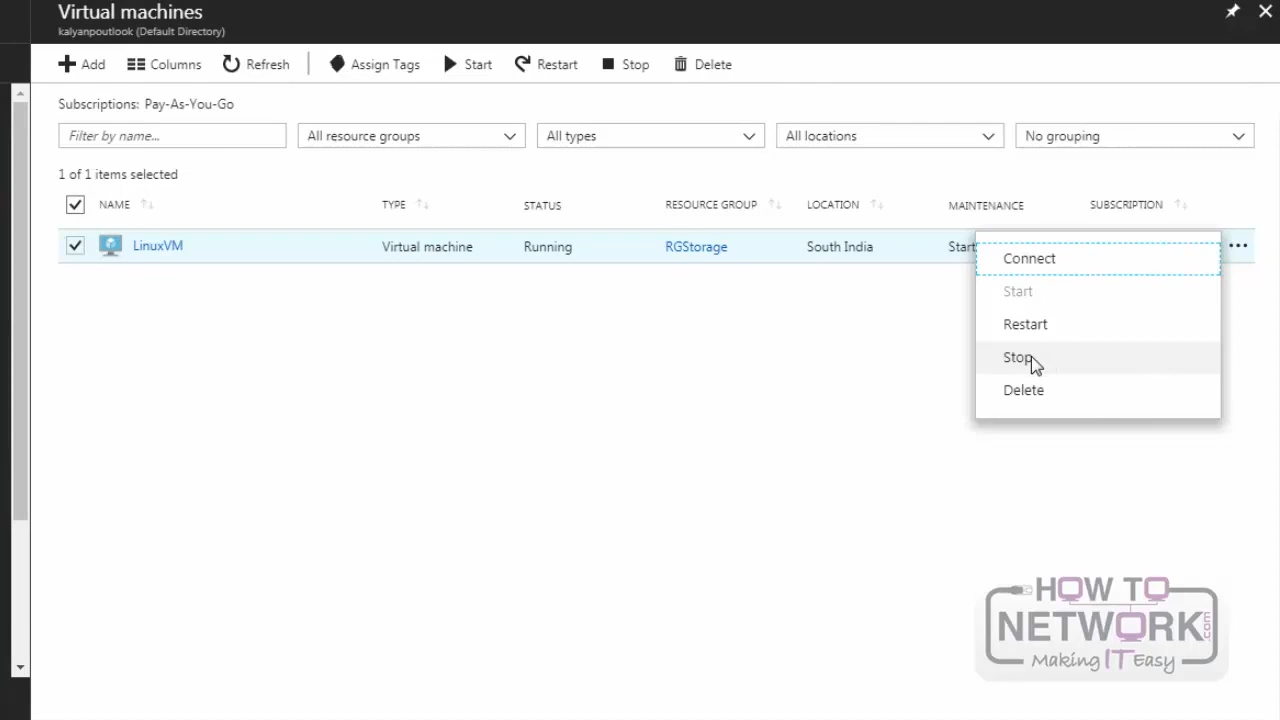 Virtual machines
kalyanpoutlook (Default Directory)
Add Columns Refresh Assign Tags Start Restart Stop Delete
Subscriptions: Pay-As-You-Go
Filter by name... All resource groups All types All locations No grouping
1 of 1 items selected
NAME TYPE STATUS RESOURCE GROUP LOCATION MAINTENANCE SUBSCRIPTION
LinuxVM Virtual machine Running RGStorage South India Start
Connect
Start
Restart
Stop
Delete
HOW TO
NETWORK.com
Making IT Easy